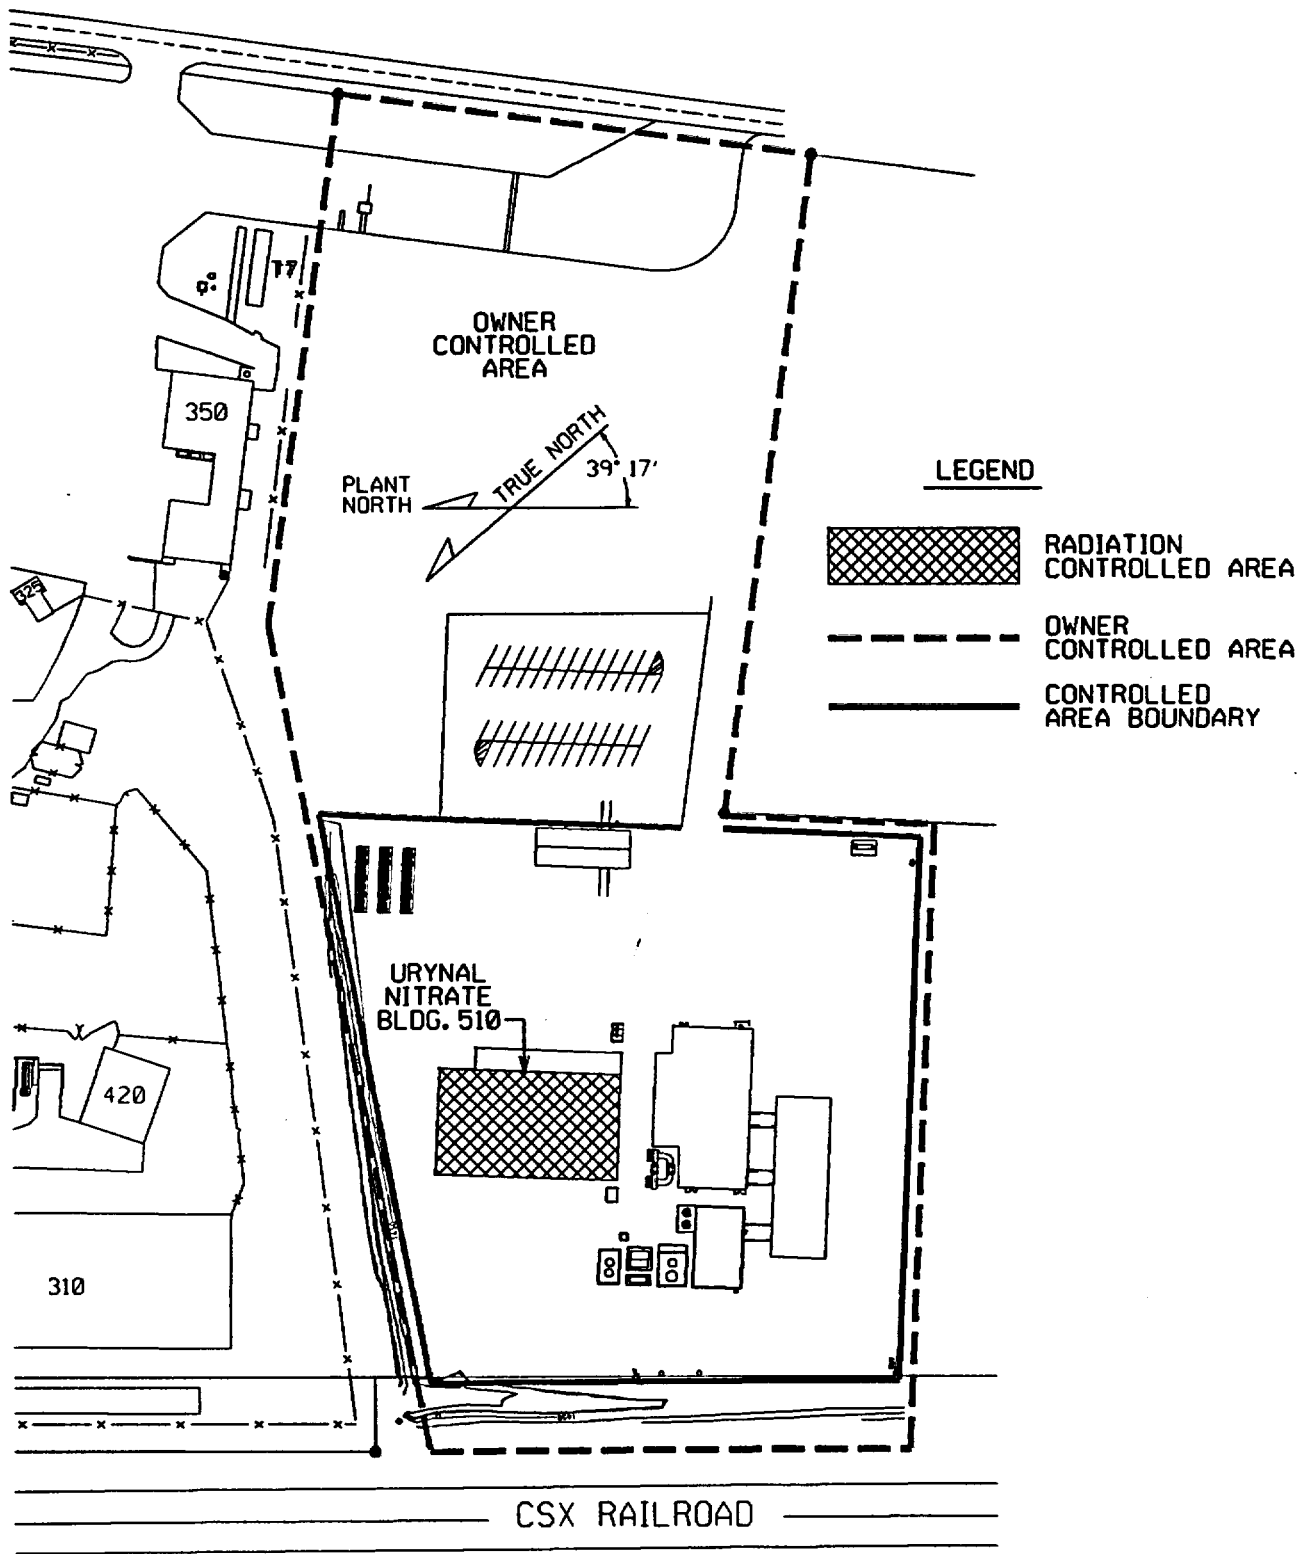 T7
OWNER
CONTROLLED
AREA
350
TRUE NORTH
39° 17'
PLANT
NORTH
LEGEND
RADIATION
CONTROLLED AREA
OWNER
CONTROLLED AREA
CONTROLLED
AREA BOUNDARY
325
URYNAL
NITRATE
BLDG. 510
420
310
CSX RAILROAD